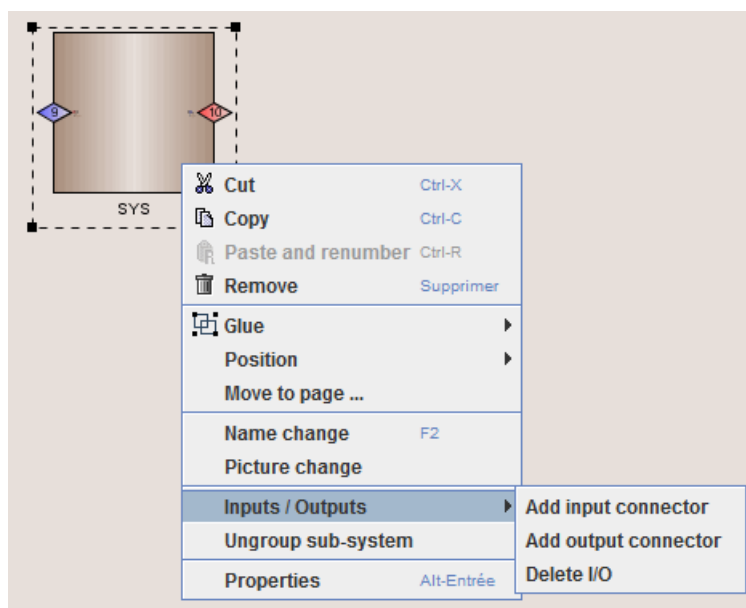 9
10
SYS
Cut Ctrl-X
Copy Ctrl-C
Paste and renumber Ctrl-R
Remove Supprimer
Glue
Position
Move to page ...
Name change F2
Picture change
Inputs / Outputs
Add input connector
Ungroup sub-system
Add output connector
Delete I/O
Properties Alt-Entrée